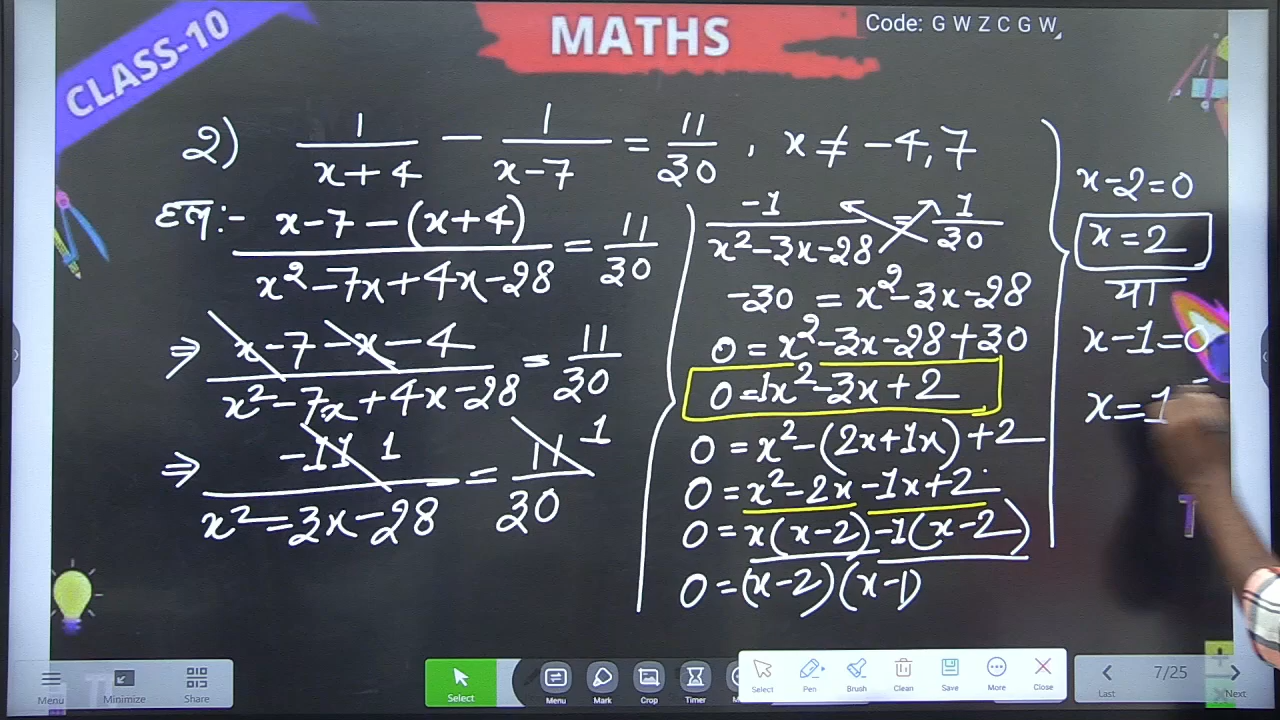 CLASS-10
MATHS
Code: G W Z C G W
2) 1/(x+4) - 1/(x-7) = 11/30 , x ≠ -4, 7
हल:- (x-7-(x+4))/(x²-7x+4x-28) = 11/30
⇒ (x-7-x-4)/(x²-7x+4x-28) = 11/30
⇒ -11 1/(x²-3x-28) = 11 1/30
-1/(x²-3x-28) = 1/30
-30 = x²-3x-28
0 = x²-3x-28+30
0 = 1x²-3x+2
0 = x²-(2x+1x)+2
0 = x²-2x-1x+2
0 = x(x-2)-1(x-2)
0 = (x-2)(x-1)
x-2=0
x=2
या
x-1=0
x=1
Menu
Minimize
Share
Select
Menu
Mark
Crop
Timer
Select
Pen
Brush
Clean
Save
More
Close
Last
7/25
Next